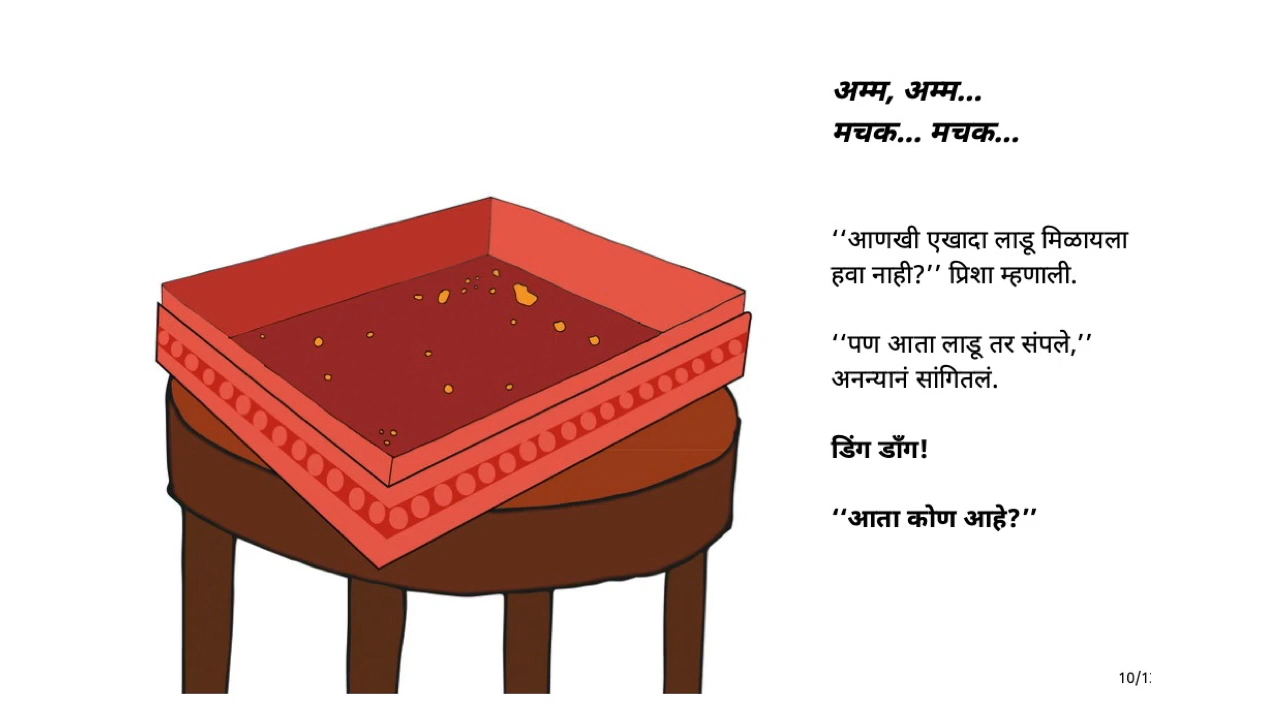 अम्म, अम्म...
मचक... मचक...
‘‘आणखी एखादा लाडू मिळायला
हवा नाही?’’ प्रिशा म्हणाली.
‘‘पण आता लाडू तर संपले,’’
अनन्यानं सांगितलं.
डिंग डाँग!
‘‘आता कोण आहे?’’